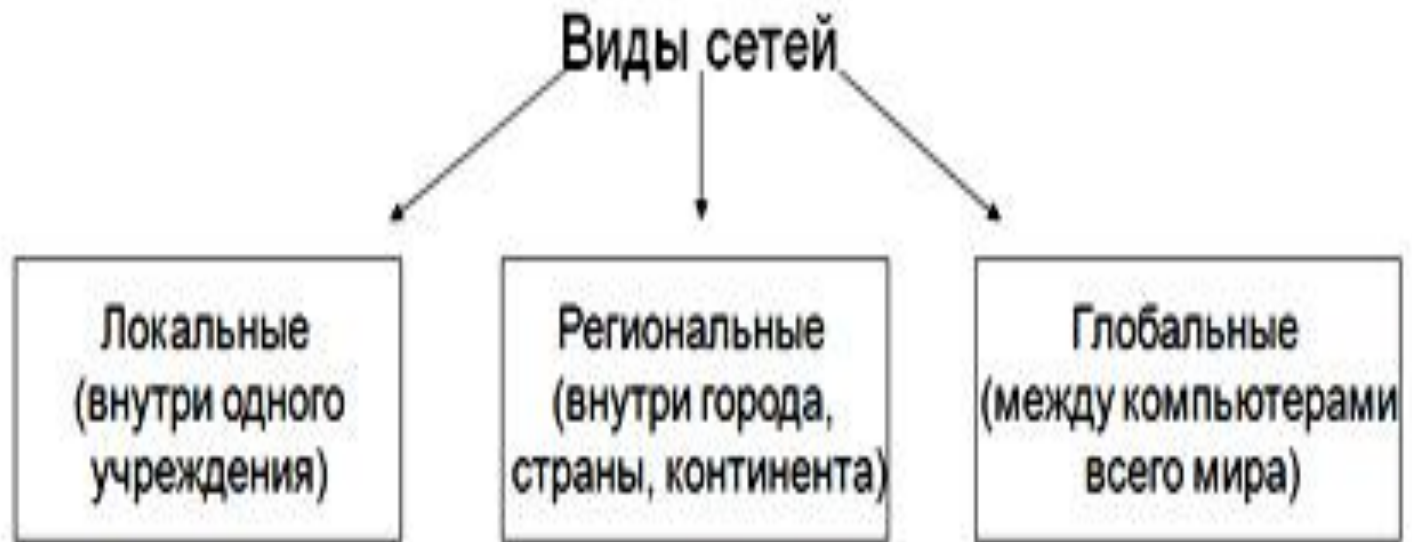 Виды сетей
Локальные
(внутри одного
учреждения)
Региональные
(внутри города,
страны, континента)
Глобальные
(между компьютерами
всего мира)